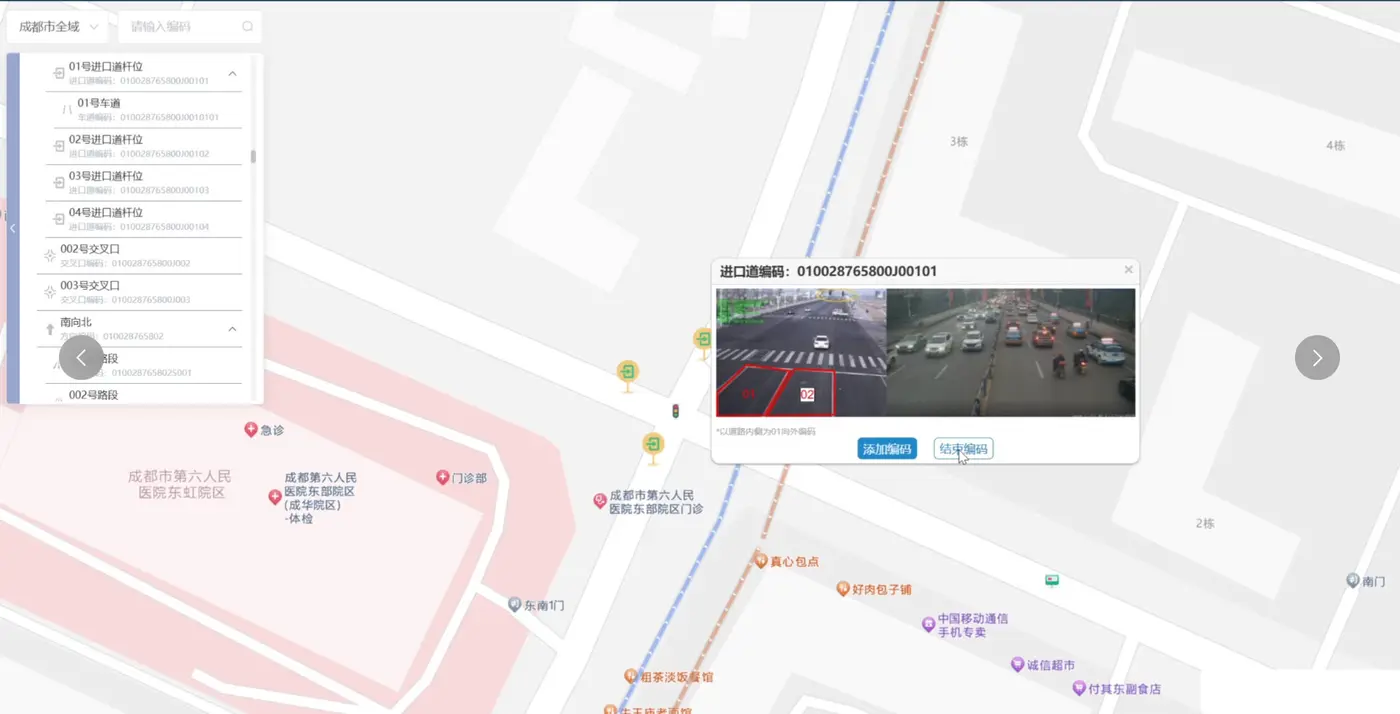 成都市全域
请输入编码
01号进口道杆位
进口道编码：010028765800J00101
01号车道
车道编码：010028765800J0010101
02号进口道杆位
进口道编码：010028765800J00102
03号进口道杆位
进口道编码：010028765800J00103
04号进口道杆位
进口道编码：010028765800J00104
002号交叉口
交叉口编码：010028765800J002
003号交叉口
交叉口编码：010028765800J003
南向北
010028765802
路段
010028765802S001
002号路段
3栋
4栋
进口道编码：010028765800J00101
01
02
*以道路内侧为01向外编码
添加编码
结束编码
急诊
成都市第六人民
医院东虹院区
成都第六人民
医院东部院区
(成华院区)
-体检
门诊部
成都市第六人民
医院东部院区门诊
2栋
真心包点
好肉包子铺
南门
东南1门
中国移动通信
手机专卖
诚信超市
付其东副食店
粗茶淡饭餐馆